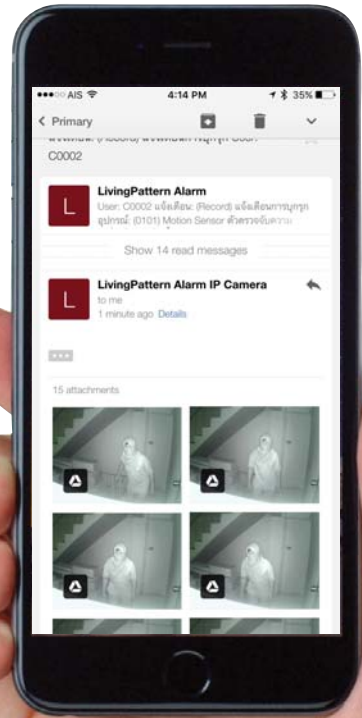 AIS
4:14 PM
35%
Primary
C0002
L
LivingPattern Alarm
User: C0002 แจ้งเตือน: (Record) แจ้งเตือนการบุกรุก
อุปกรณ์: (0101) Motion Sensor ตัวตรวจจับความ
Show 14 read messages
L
LivingPattern Alarm IP Camera
to me
1 minute ago Details
15 attachments